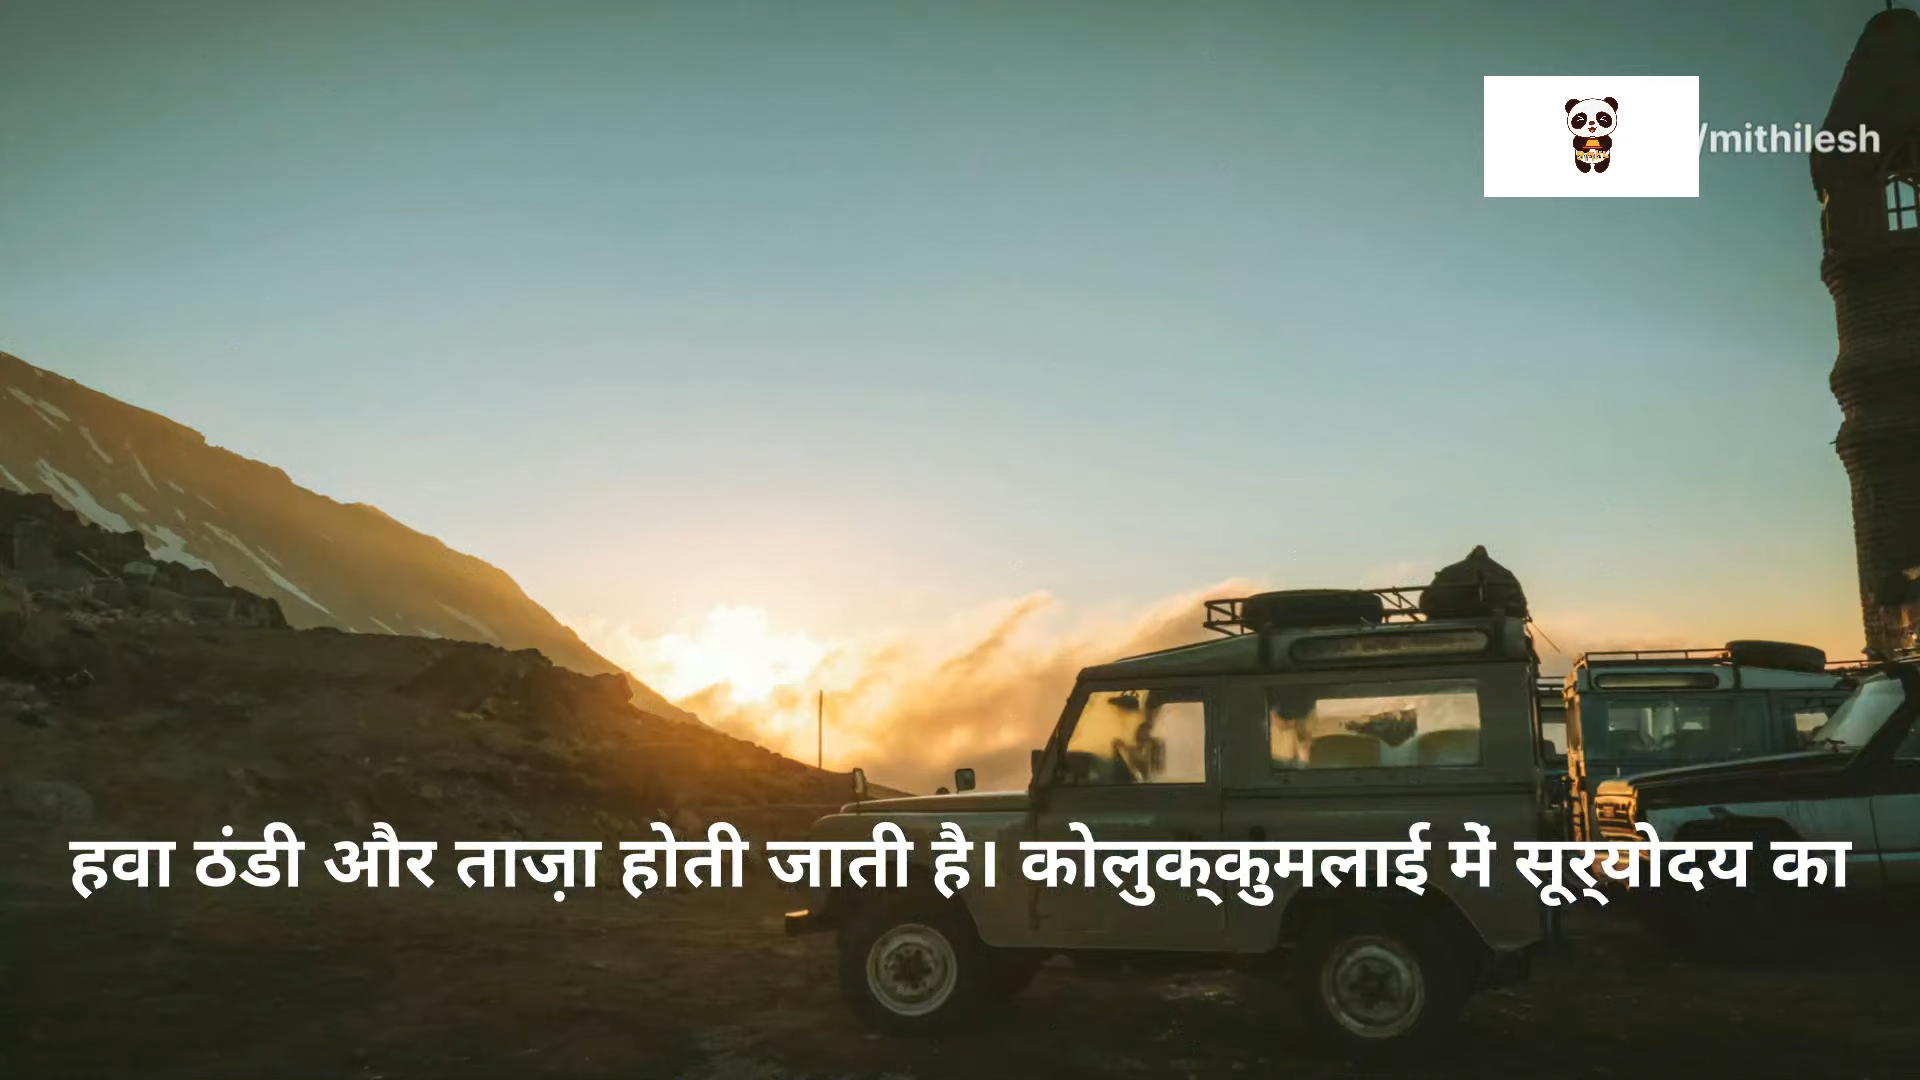 /mithilesh
हवा ठंडी और ताज़ा होती जाती है। कोलुक्कुमलाई में सूर्योदय का